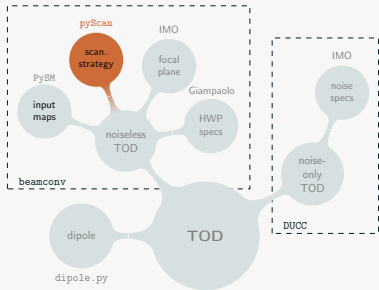 pyScan
scan.
strategy
IMO
focal
plane
PySM
input
maps
Giampaolo
HWP
specs
noiseless
TOD
beamconv
IMO
noise
specs
noise-
only
TOD
DUCC
TOD
dipole
dipole.py